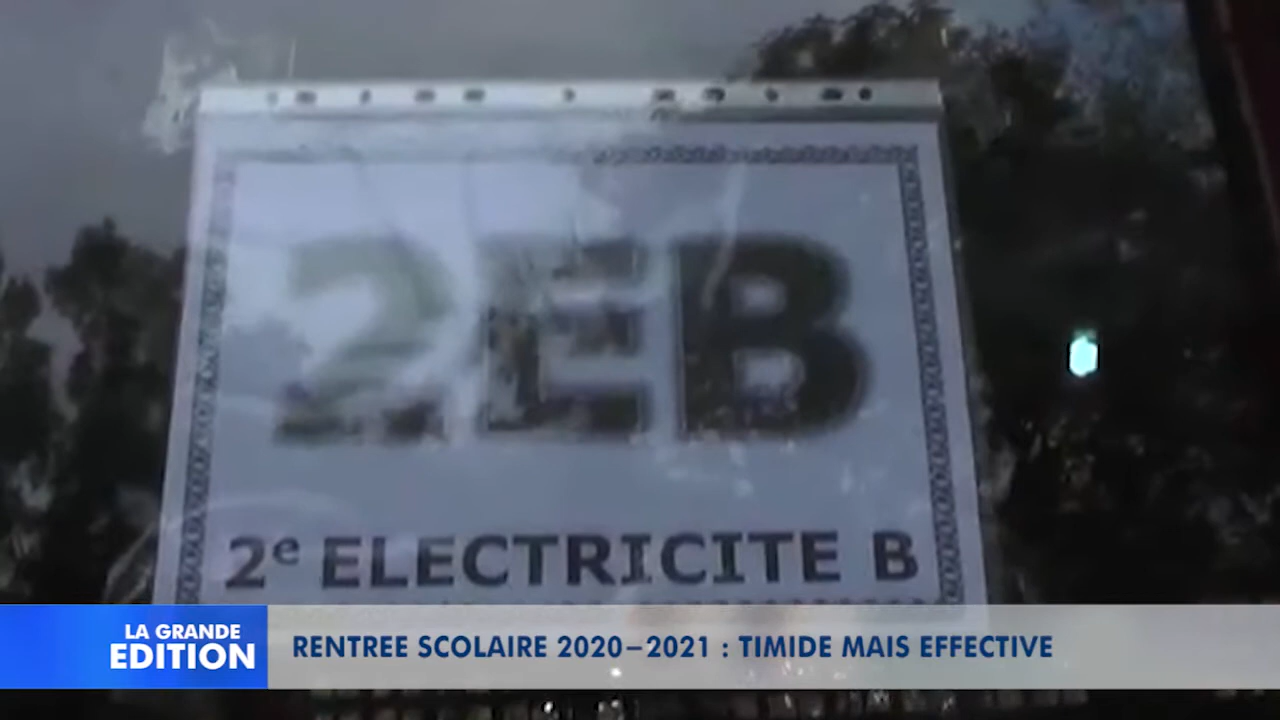 2EB
2e ELECTRICITE B
LA GRANDE
EDITION
RENTREE SCOLAIRE 2020–2021 : TIMIDE MAIS EFFECTIVE